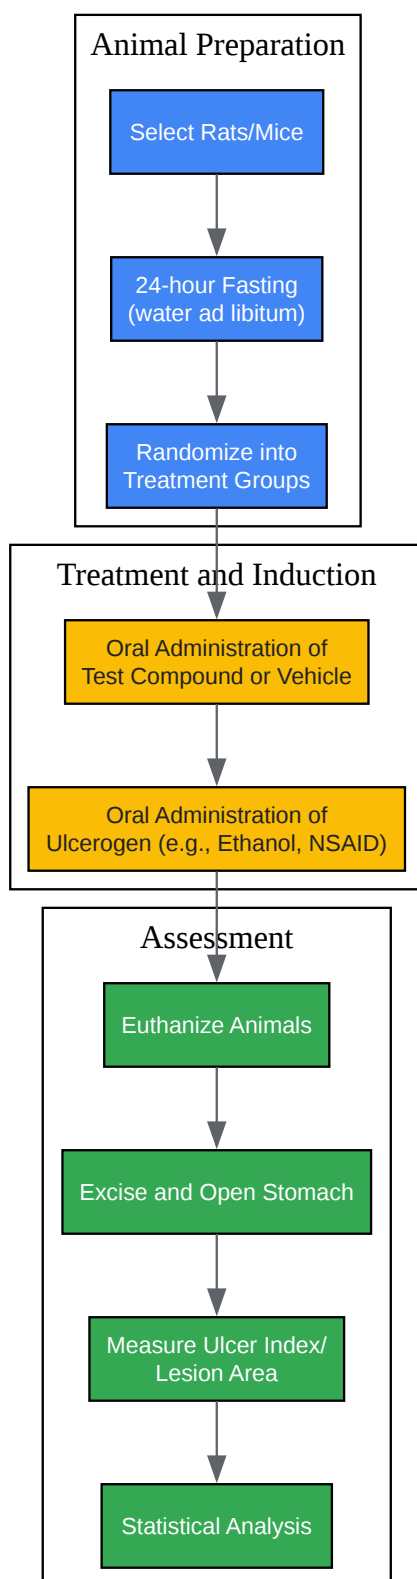 Animal Preparation
Select Rats/Mice
24-hour Fasting
(water ad libitum)
Randomize into
Treatment Groups
Treatment and Induction
Oral Administration of
Test Compound or Vehicle
Oral Administration of
Ulcerogen (e.g., Ethanol, NSAID)
Assessment
Euthanize Animals
Excise and Open Stomach
Measure Ulcer Index/
Lesion Area
Statistical Analysis